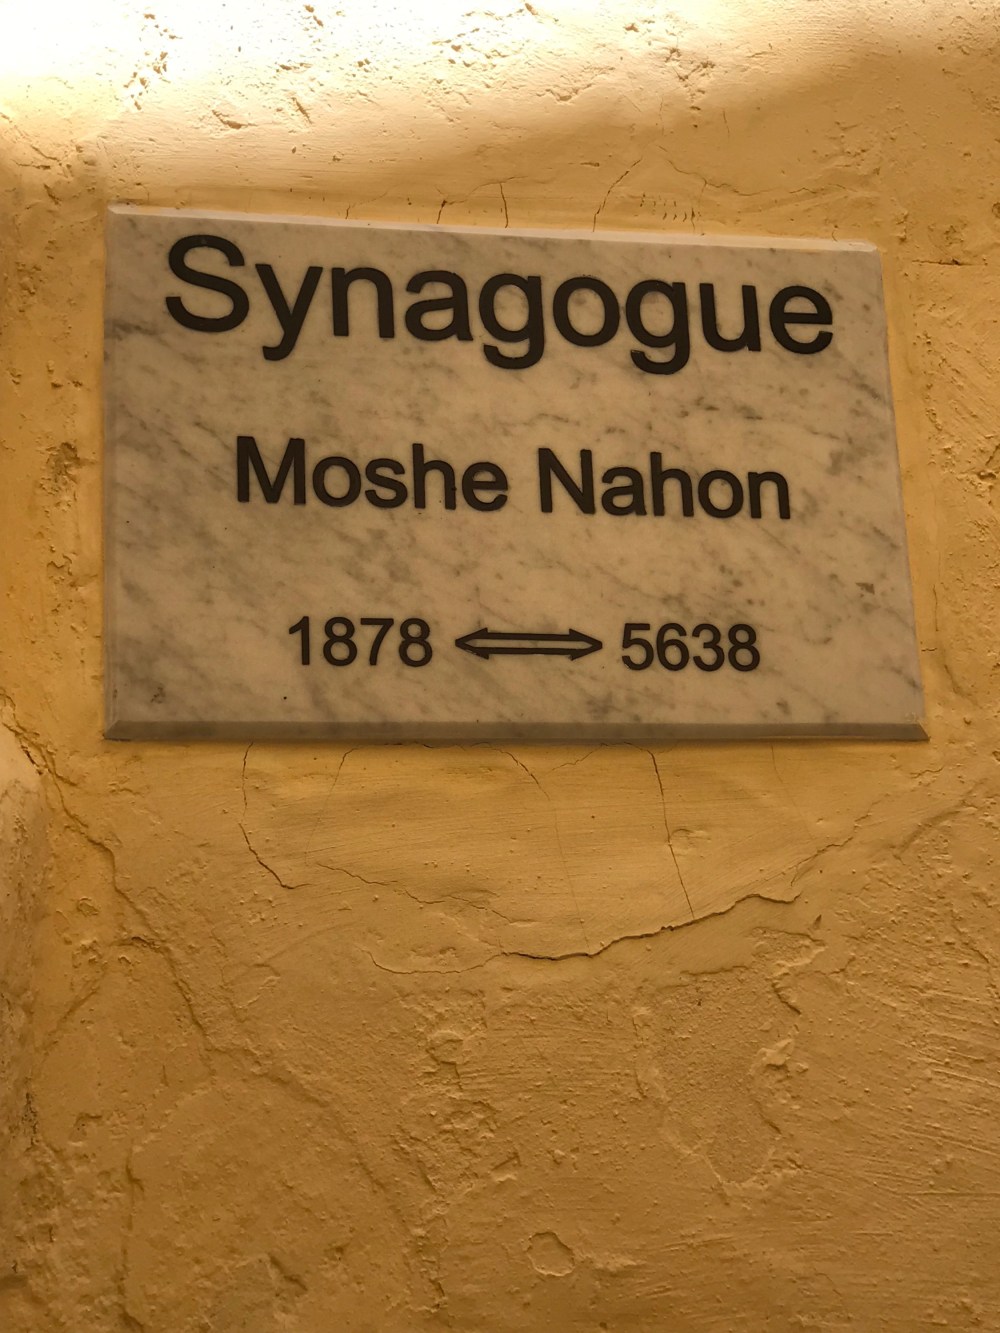 Synagogue
Moshe Nahon
1878 ⟺ 5638